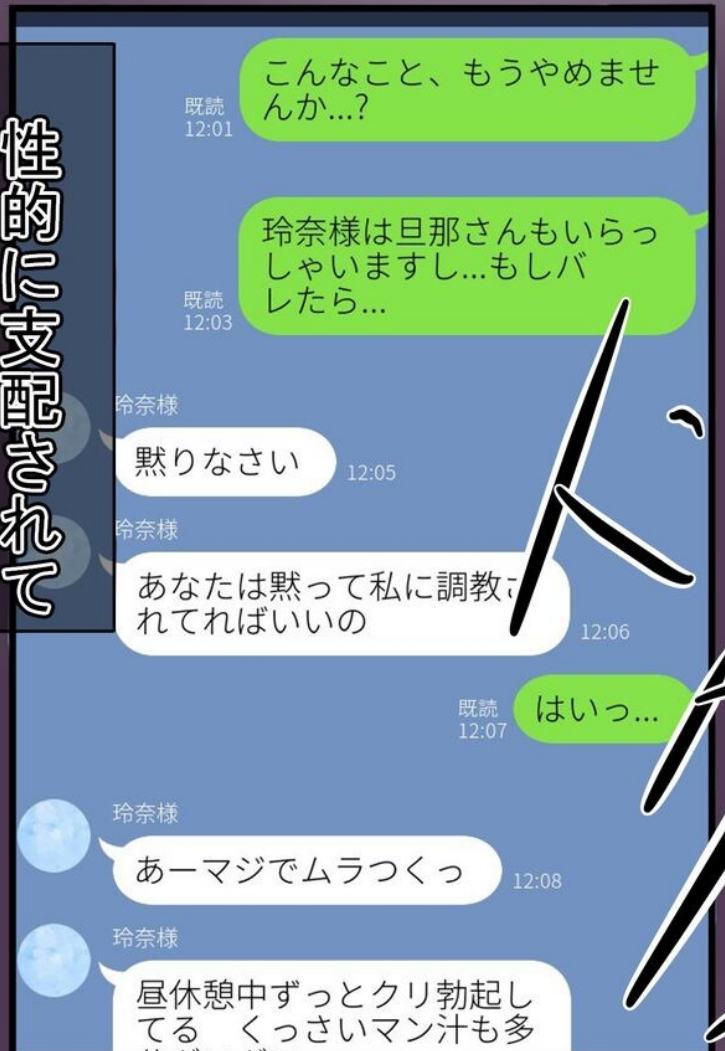 性的に支配されて
こんなこと、もうやめませ
んか...?
既読
12:01
玲奈様は旦那さんもいらっ
しゃいますし...もしバ
レたら...
既読
12:03
玲奈様
黙りなさい
12:05
玲奈様
あなたは黙って私に調教さ
れてればいいの
12:06
はいっ...
既読
12:07
玲奈様
あーマジでムラつくっ
12:08
玲奈様
昼休憩中ずっとクリ勃起し
てる くっさいマン汁も多